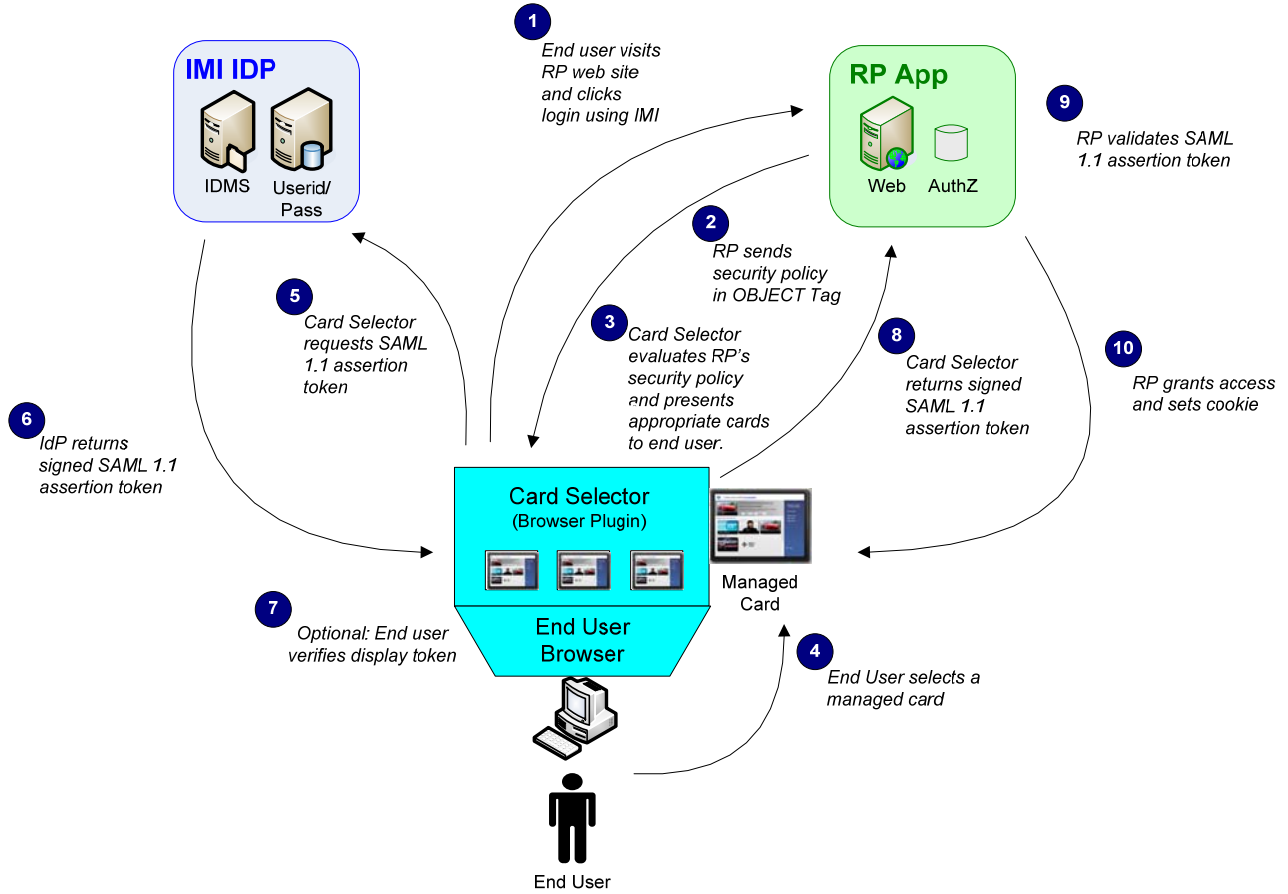 1
End user visits
RP web site
and clicks
login using IMI
IMI IDP
IDMS
Userid/
Pass
RP App
Web
AuthZ
9
RP validates SAML
1.1 assertion token
2
RP sends
security policy
in OBJECT Tag
3
Card Selector
evaluates RP's
security policy
and presents
appropriate cards
to end user.
5
Card Selector
requests SAML
1.1 assertion
token
8
Card Selector
returns signed
SAML 1.1
assertion token
10
RP grants access
and sets cookie
6
IdP returns
signed SAML 1.1
assertion token
Card Selector
(Browser Plugin)
Managed
Card
7
Optional: End user
verifies display token
End User
Browser
4
End User selects a
managed card
End User